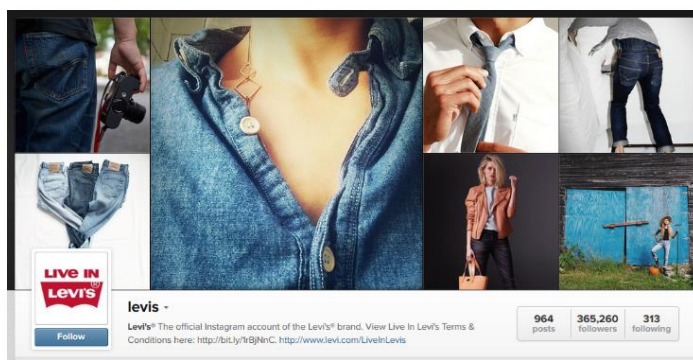 LIVE IN
LEVI'S®
Follow
levis
Levi's® The official Instagram account of the Levi's® brand. View Live In Levi's Terms &
Conditions here: http://bit.ly/1rBjNnC. http://www.levi.com/LiveInLevis
964
posts
365,260
followers
313
following